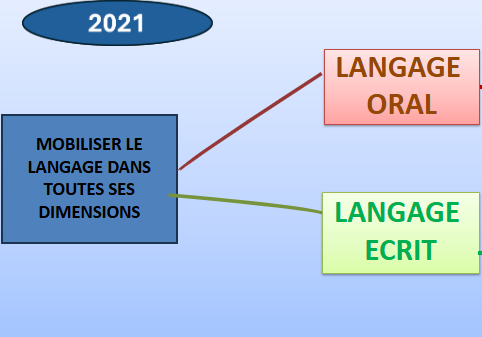 2021
LANGAGE
ORAL
MOBILISER LE
LANGAGE DANS
TOUTES SES
DIMENSIONS
LANGAGE
ECRIT